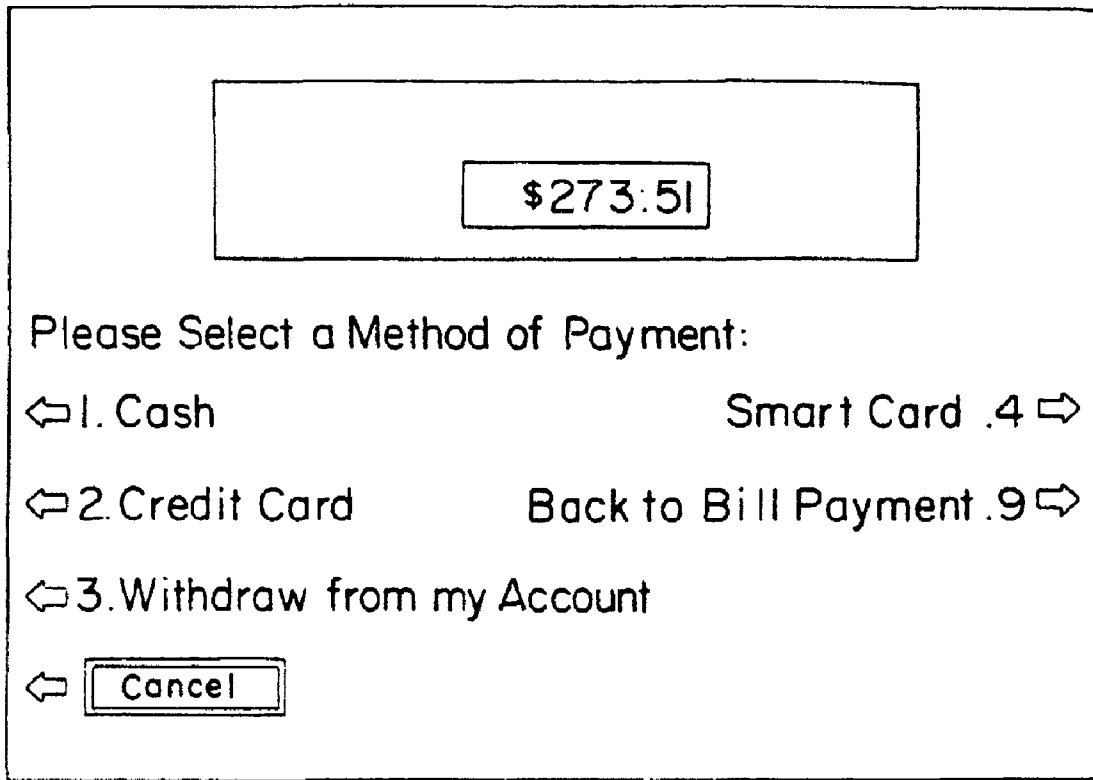 $273:51
Please Select a Method of Payment:
1. Cash
Smart Card .4
2. Credit Card
Back to Bill Payment .9
3. Withdraw from my Account
Cancel